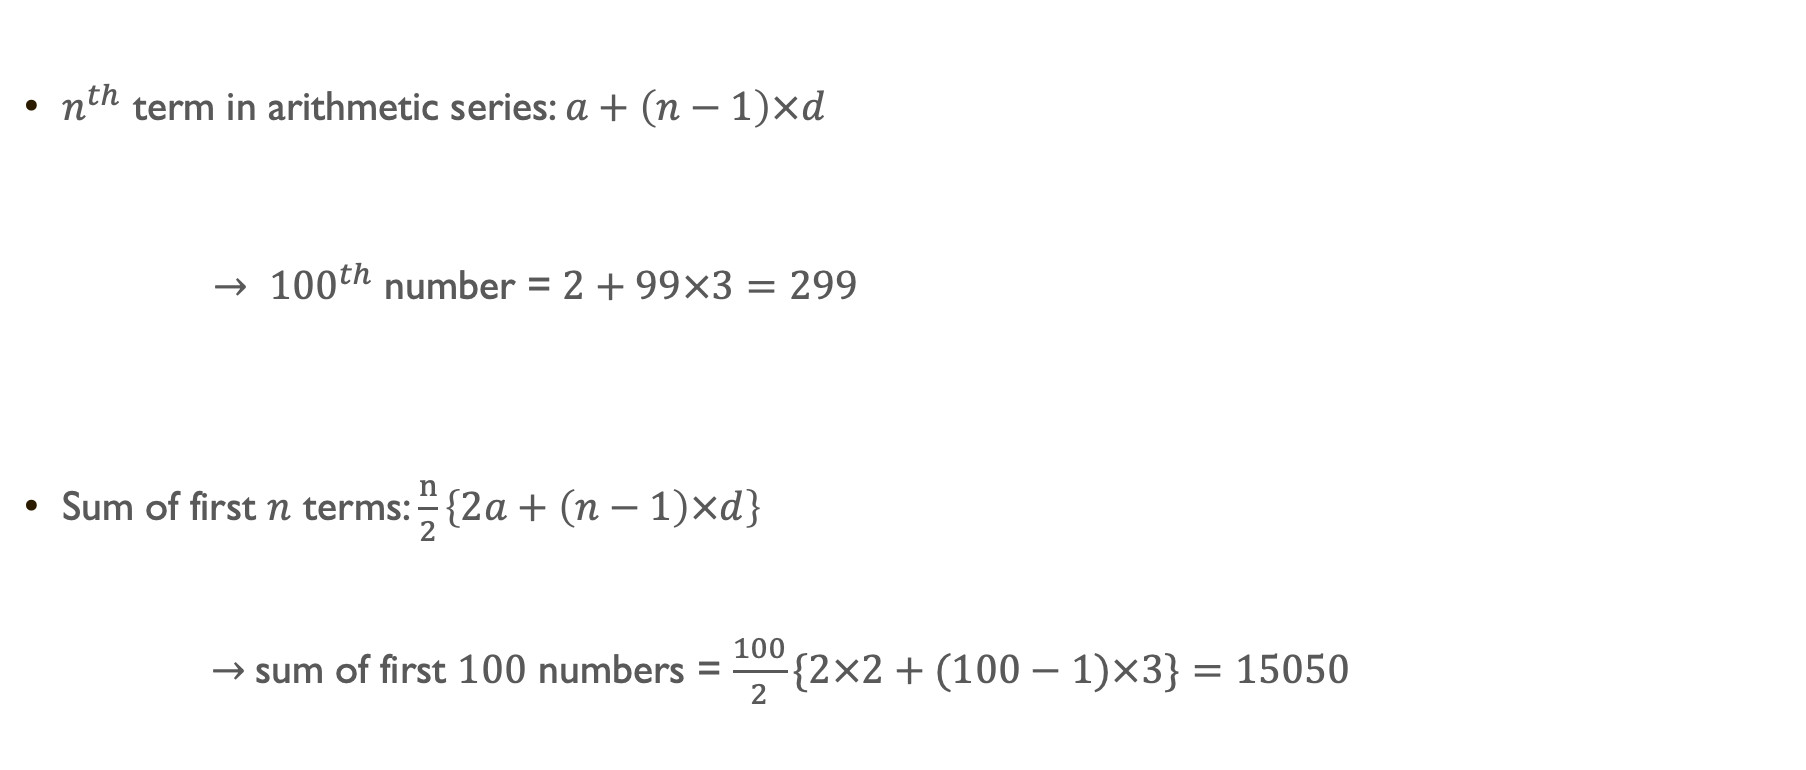 • nᵗʰ term in arithmetic series: a + (n − 1)×d
→ 100ᵗʰ number = 2 + 99×3 = 299
• Sum of first n terms: n/2 {2a + (n − 1)×d}
→ sum of first 100 numbers = 100/2 {2×2 + (100 − 1)×3} = 15050